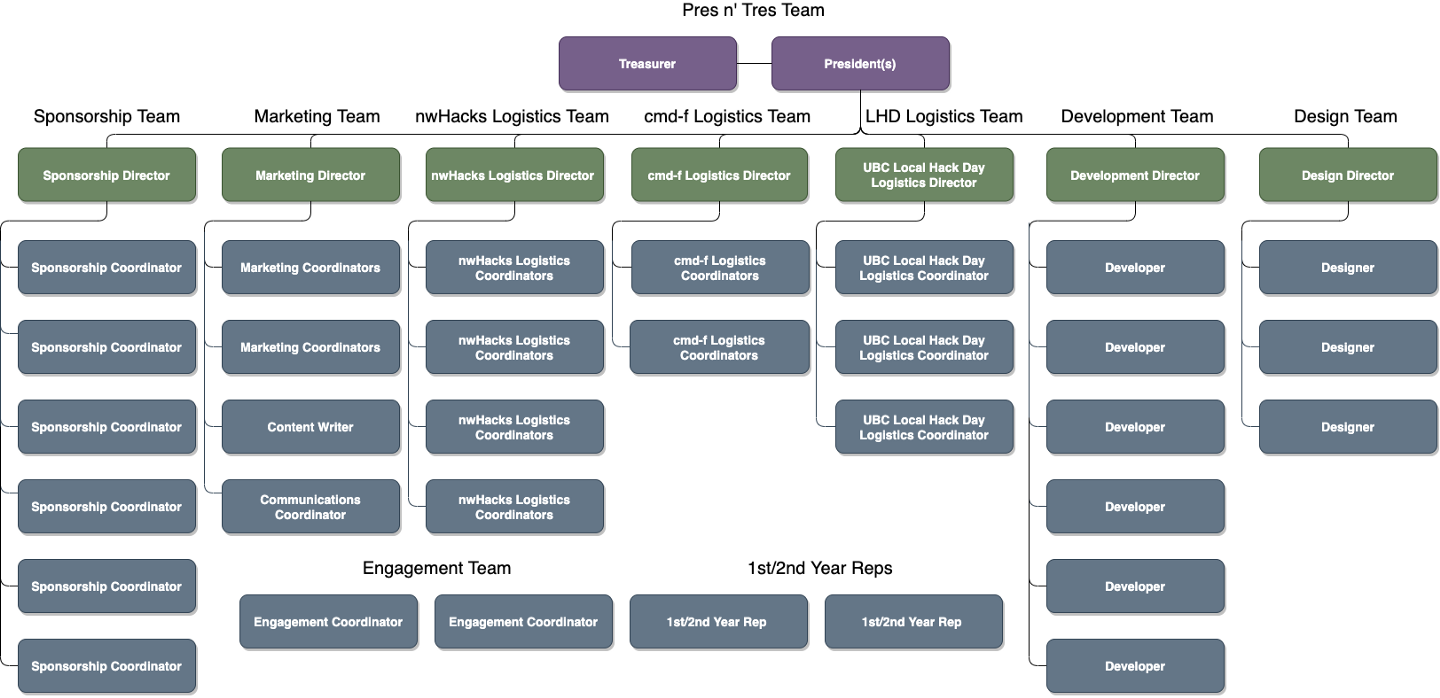 Pres n' Tres Team
Treasurer
President(s)
Sponsorship Team
Marketing Team
nwHacks Logistics Team
cmd-f Logistics Team
LHD Logistics Team
Development Team
Design Team
Sponsorship Director
Marketing Director
nwHacks Logistics Director
cmd-f Logistics Director
UBC Local Hack Day
Logistics Director
Development Director
Design Director
Sponsorship Coordinator
Marketing Coordinators
nwHacks Logistics
Coordinators
cmd-f Logistics
Coordinators
UBC Local Hack Day
Logistics Coordinator
Developer
Designer
Sponsorship Coordinator
Marketing Coordinators
nwHacks Logistics
Coordinators
cmd-f Logistics
Coordinators
UBC Local Hack Day
Logistics Coordinator
Developer
Designer
Sponsorship Coordinator
Content Writer
nwHacks Logistics
Coordinators
UBC Local Hack Day
Logistics Coordinator
Developer
Designer
Sponsorship Coordinator
Communications
Coordinator
nwHacks Logistics
Coordinators
Developer
Engagement Team
1st/2nd Year Reps
Sponsorship Coordinator
Developer
Engagement Coordinator
Engagement Coordinator
1st/2nd Year Rep
1st/2nd Year Rep
Sponsorship Coordinator
Developer